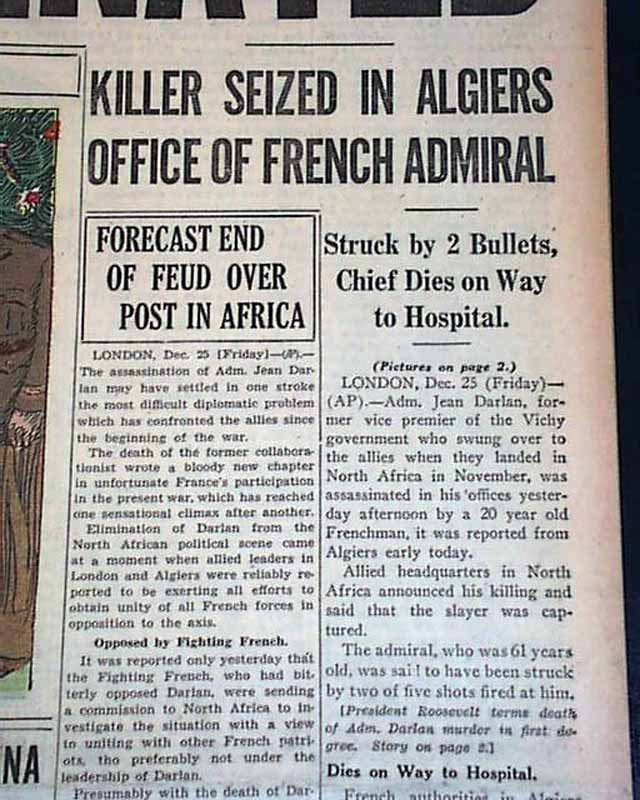 KILLER SEIZED IN ALGIERS
OFFICE OF FRENCH ADMIRAL
FORECAST END
OF FEUD OVER
POST IN AFRICA
LONDON, Dec. 25 [Friday]—(AP).—
The assassination of Adm. Jean Dar-
lan may have settled in one stroke
the most difficult diplomatic problem
which has confronted the allies since
the beginning of the war.
The death of the former collabora-
tionist wrote a bloody new chapter
in unfortunate France's participation
in the present war, which has reached
one sensational climax after another.
Elimination of Darlan from the
North African political scene came
at a moment when allied leaders in
London and Algiers were reliably re-
ported to be exerting all efforts to
obtain unity of all French forces in
opposition to the axis.
Opposed by Fighting French.
It was reported only yesterday that
the Fighting French, who had bit-
terly opposed Darlan, were sending
a commission to North Africa to in-
vestigate the situation with a view
to uniting with other French patri-
ots, tho preferably not under the
leadership of Darlan.
Presumably with the death of Dar-
Struck by 2 Bullets,
Chief Dies on Way
to Hospital.
(Pictures on page 2.)
LONDON, Dec. 25 (Friday)—
(AP).—Adm. Jean Darlan, for-
mer vice premier of the Vichy
government who swung over to
the allies when they landed in
North Africa in November, was
assassinated in his offices yester-
day afternoon by a 20 year old
Frenchman, it was reported from
Algiers early today.
Allied headquarters in North
Africa announced his killing and
said that the slayer was cap-
tured.
The admiral, who was 61 years
old, was said to have been struck
by two of five shots fired at him.
[President Roosevelt terms death
of Adm. Darlan murder in first de-
gree. Story on page 2.]
Dies on Way to Hospital.
French authorities in Algiers
NA